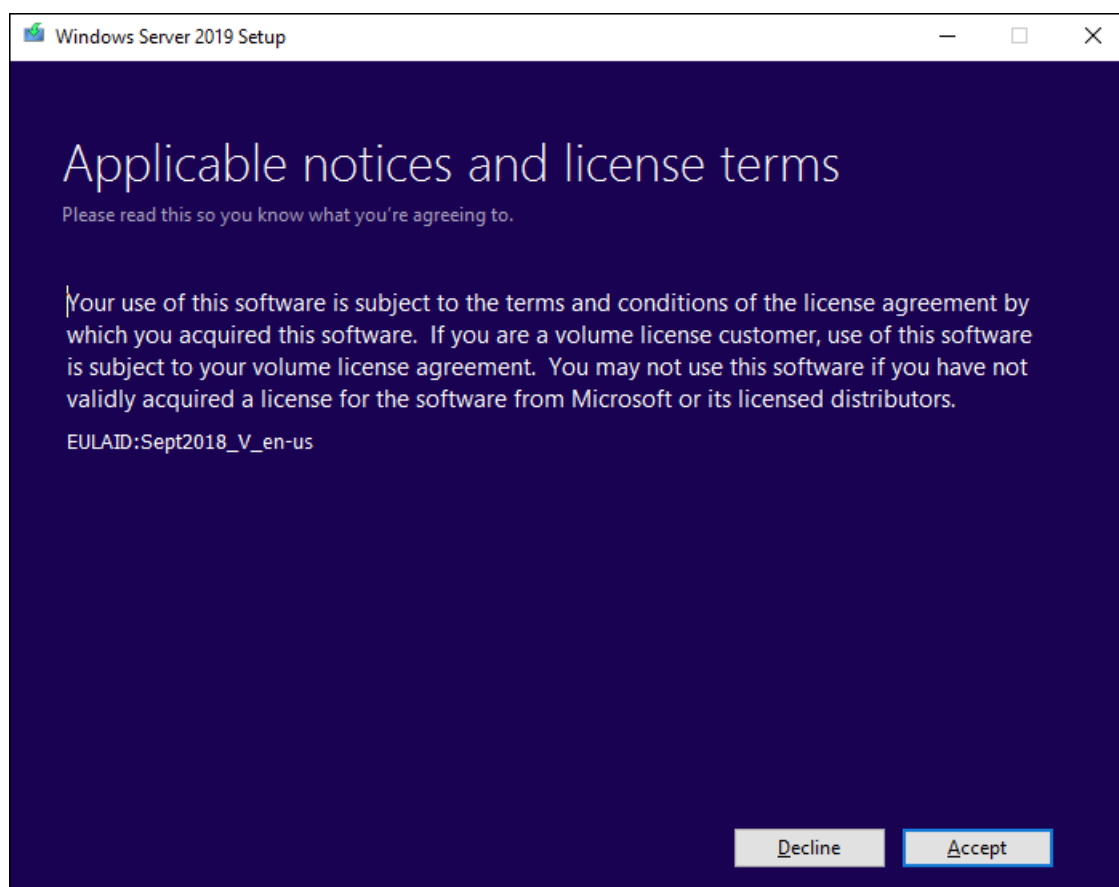 Windows Server 2019 Setup
Applicable notices and license terms
Please read this so you know what you're agreeing to.
Your use of this software is subject to the terms and conditions of the license agreement by
which you acquired this software.  If you are a volume license customer, use of this software
is subject to your volume license agreement.  You may not use this software if you have not
validly acquired a license for the software from Microsoft or its licensed distributors.
EULAID:Sept2018_V_en-us
Decline Accept